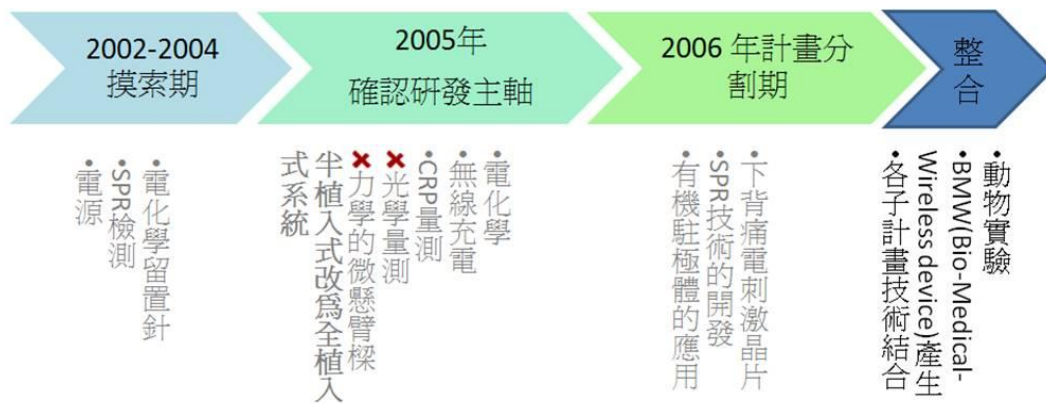 2002-2004
摸索期
2005年
確認研發主軸
2006 年計畫分
割期
整
合
•電化學留置針
•SPR檢測
•電源
•電化學
•無線充電
•CRP量測
×光學量測
×力學的微懸臂樑
半植入式改為全植入
式系統
•下背痛電刺激晶片
•SPR技術的開發
•有機駐極體的應用
•動物實驗
•BMW(Bio-Medical-
Wireless device)產生
•各子計畫技術結合